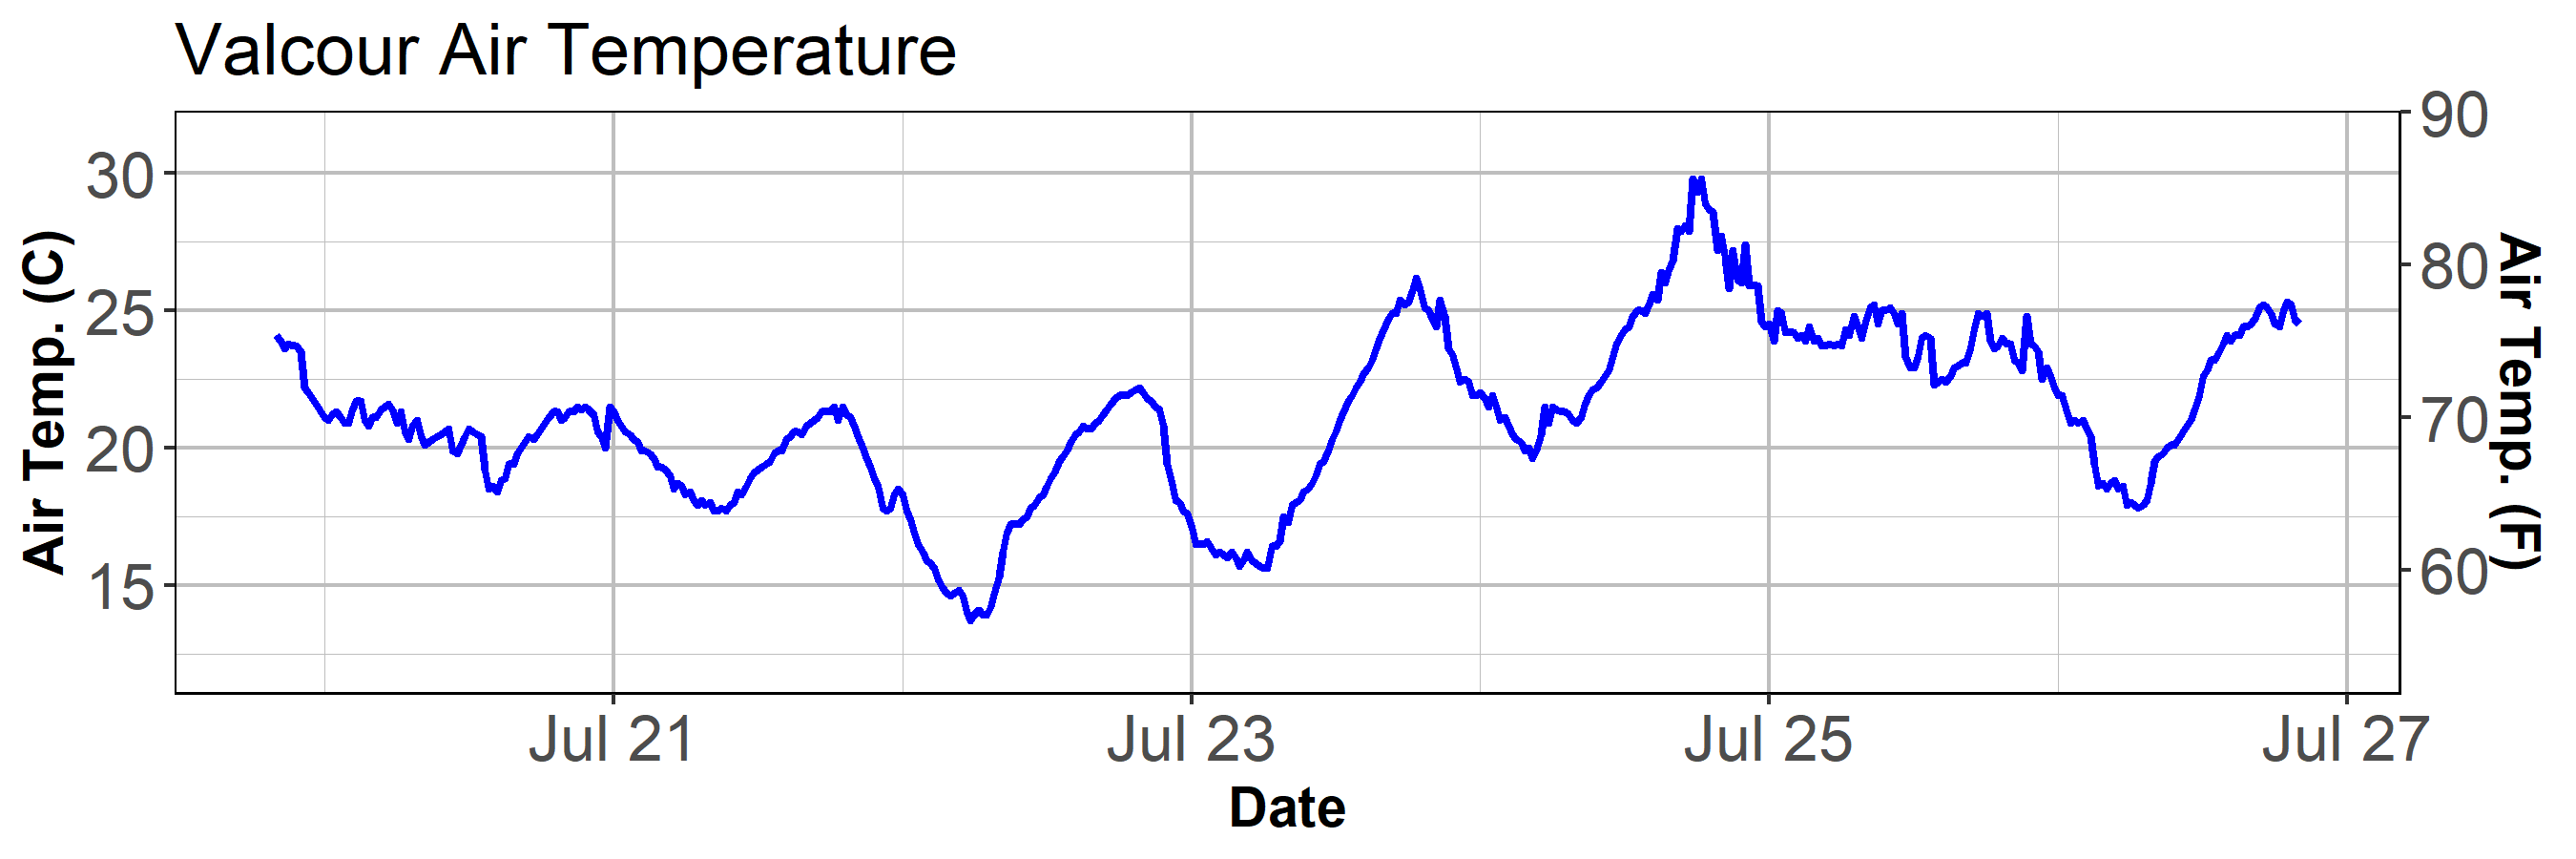 Valcour Air Temperature
Air Temp. (C)
30
25
20
15
90
80
70
60
Air Temp. (F)
Jul 21
Jul 23
Jul 25
Jul 27
Date